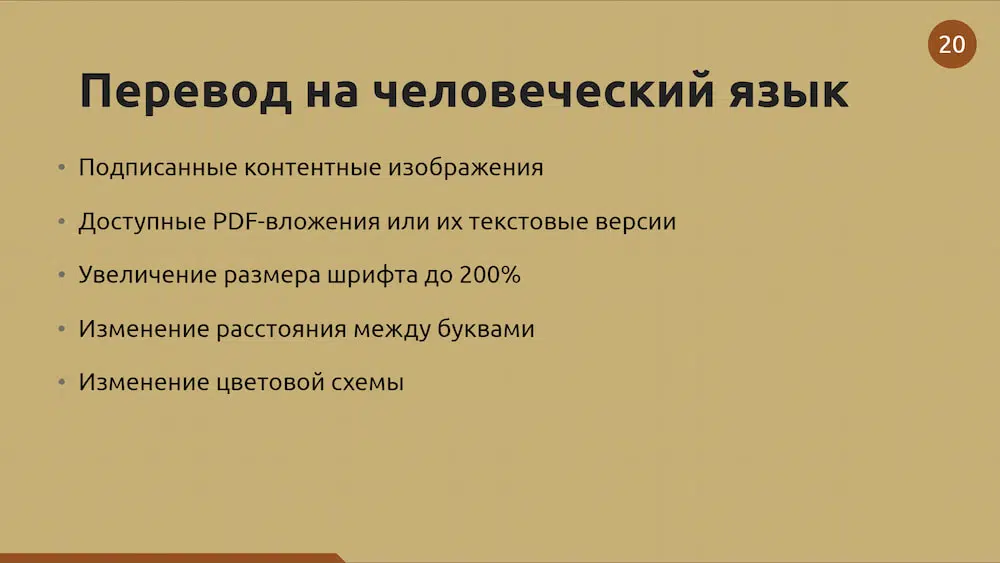 20
Перевод на человеческий язык
• Подписанные контентные изображения
• Доступные PDF-вложения или их текстовые версии
• Увеличение размера шрифта до 200%
• Изменение расстояния между буквами
• Изменение цветовой схемы